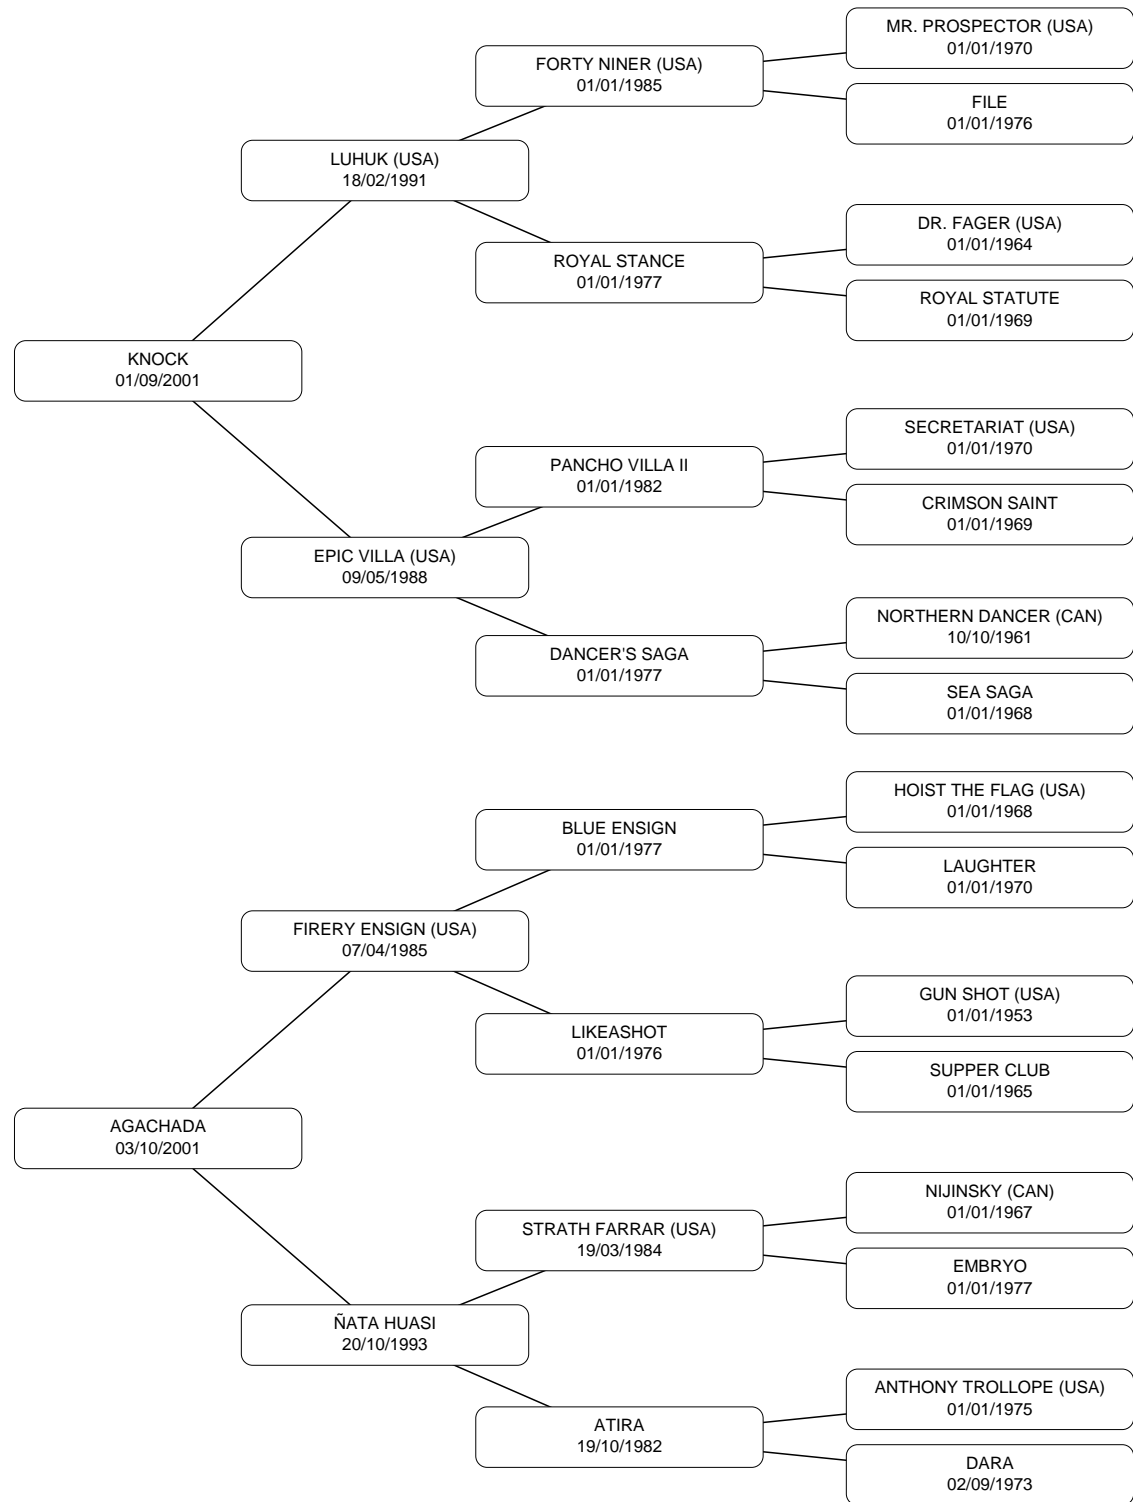 MR. PROSPECTOR (USA)
01/01/1970
FORTY NINER (USA)
01/01/1985
FILE
01/01/1976
LUHUK (USA)
18/02/1991
DR. FAGER (USA)
01/01/1964
ROYAL STANCE
01/01/1977
ROYAL STATUTE
01/01/1969
KNOCK
01/09/2001
SECRETARIAT (USA)
01/01/1970
PANCHO VILLA II
01/01/1982
CRIMSON SAINT
01/01/1969
EPIC VILLA (USA)
09/05/1988
NORTHERN DANCER (CAN)
10/10/1961
DANCER'S SAGA
01/01/1977
SEA SAGA
01/01/1968
HOIST THE FLAG (USA)
01/01/1968
BLUE ENSIGN
01/01/1977
LAUGHTER
01/01/1970
FIRERY ENSIGN (USA)
07/04/1985
GUN SHOT (USA)
01/01/1953
LIKEASHOT
01/01/1976
SUPPER CLUB
01/01/1965
AGACHADA
03/10/2001
NIJINSKY (CAN)
01/01/1967
STRATH FARRAR (USA)
19/03/1984
EMBRYO
01/01/1977
ÑATA HUASI
20/10/1993
ANTHONY TROLLOPE (USA)
01/01/1975
ATIRA
19/10/1982
DARA
02/09/1973